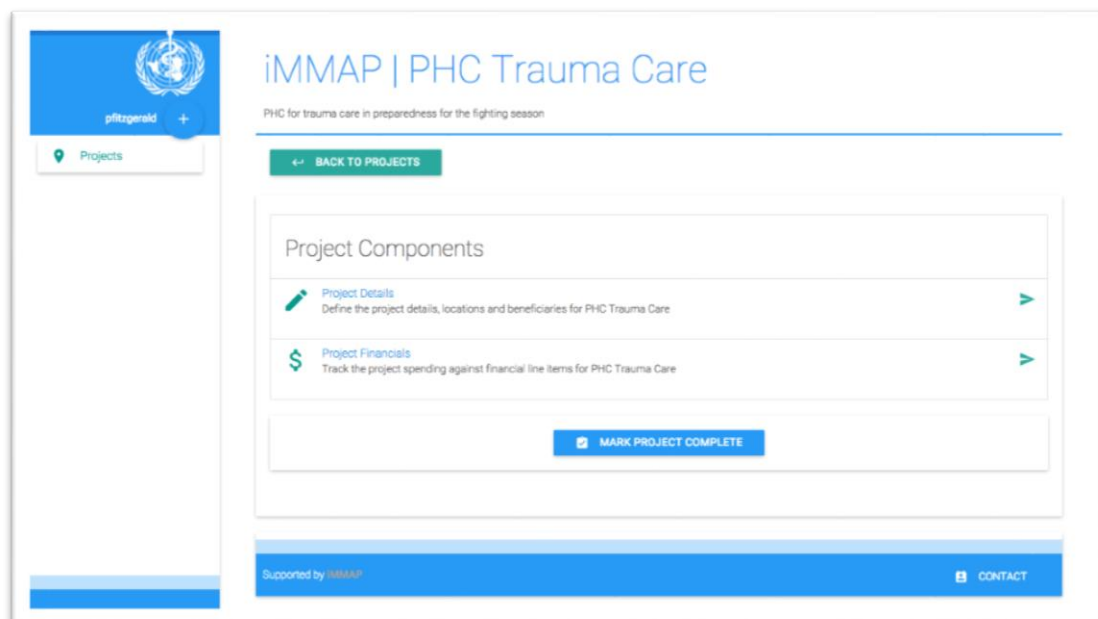 pfitzgerald
+
Projects
iMMAP | PHC Trauma Care
PHC for trauma care in preparedness for the fighting season
BACK TO PROJECTS
Project Components
Project Details
Define the project details, locations and beneficiaries for PHC Trauma Care
$
Project Financials
Track the project spending against financial line items for PHC Trauma Care
MARK PROJECT COMPLETE
Supported by iMMAP
CONTACT